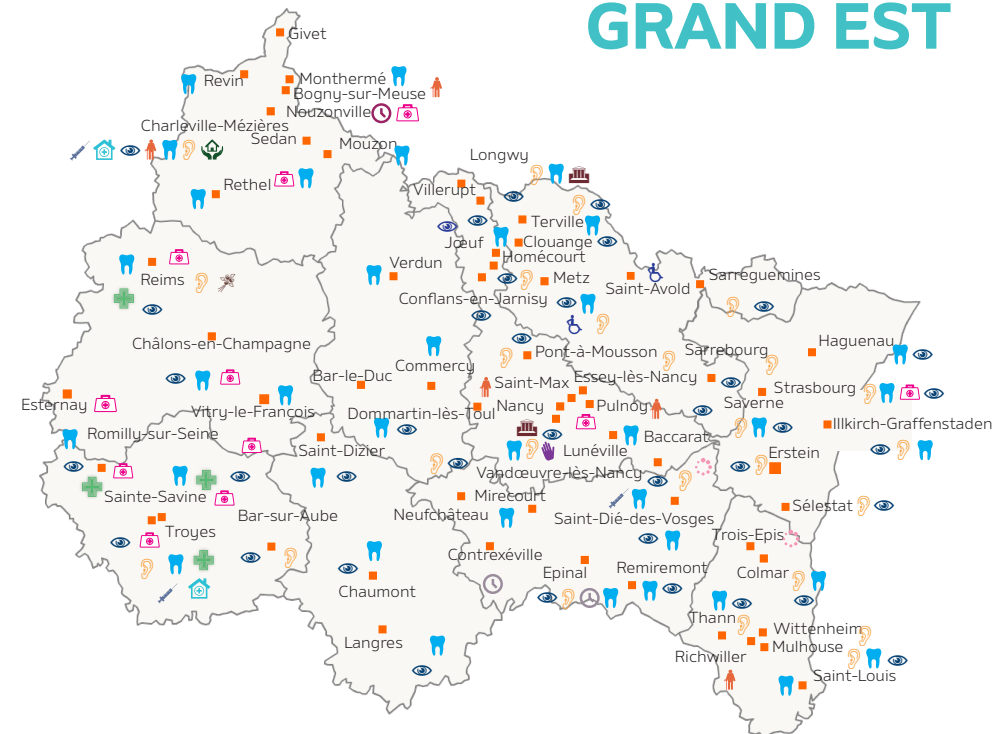 GRAND EST
Givet
Revin
Monthermé
Bogny-sur-Meuse
Nouzonville
Charleville-Mézières
Sedan
Mouzon
Longwy
Rethel
Villerupt
Terville
Jœuf
Clouange
Homécourt
Verdun
Reims
Metz
Saint-Avold
Sarreguemines
Conflans-en-Jarnisy
Châlons-en-Champagne
Haguenau
Pont-à-Mousson
Sarrebourg
Commercy
Bar-le-Duc
Essey-lès-Nancy
Saint-Max
Strasbourg
Esternay
Vitry-le-François
Dommartin-lès-Toul
Nancy
Pulnoy
Saverne
Illkirch-Graffenstaden
Romilly-sur-Seine
Saint-Dizier
Baccarat
Lunéville
Erstein
Vandœuvre-lès-Nancy
Sainte-Savine
Mirecourt
Bar-sur-Aube
Neufchâteau
Saint-Dié-des-Vosges
Sélestat
Troyes
Trois-Epis
Contrexéville
Epinal
Remiremont
Colmar
Chaumont
Thann
Wittenheim
Langres
Mulhouse
Richwiller
Saint-Louis